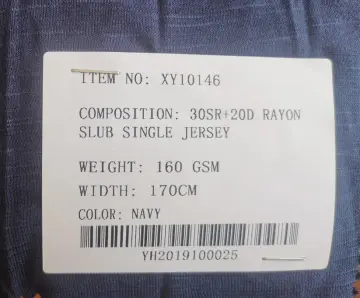 ITEM NO: XY10146
COMPOSITION: 30SR+20D RAYON
SLUB SINGLE JERSEY
WEIGHT: 160 GSM
WIDTH: 170CM
COLOR: NAVY
YH2019100025